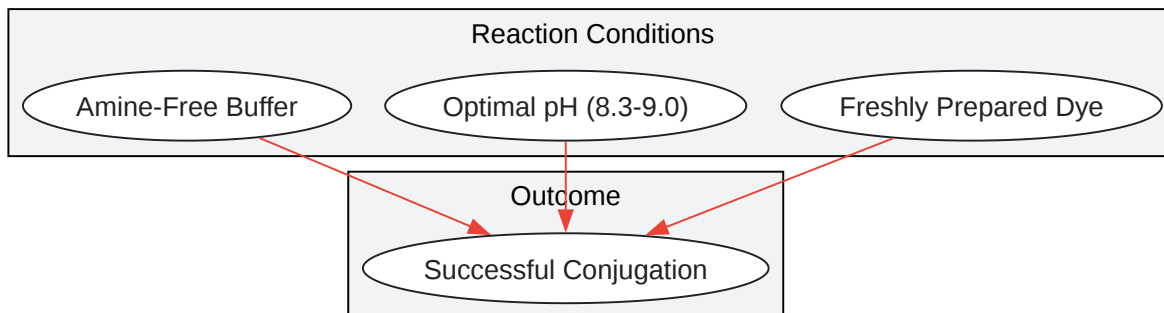 Reaction Conditions
Amine-Free Buffer
Optimal pH (8.3-9.0)
Freshly Prepared Dye
Outcome
Successful Conjugation